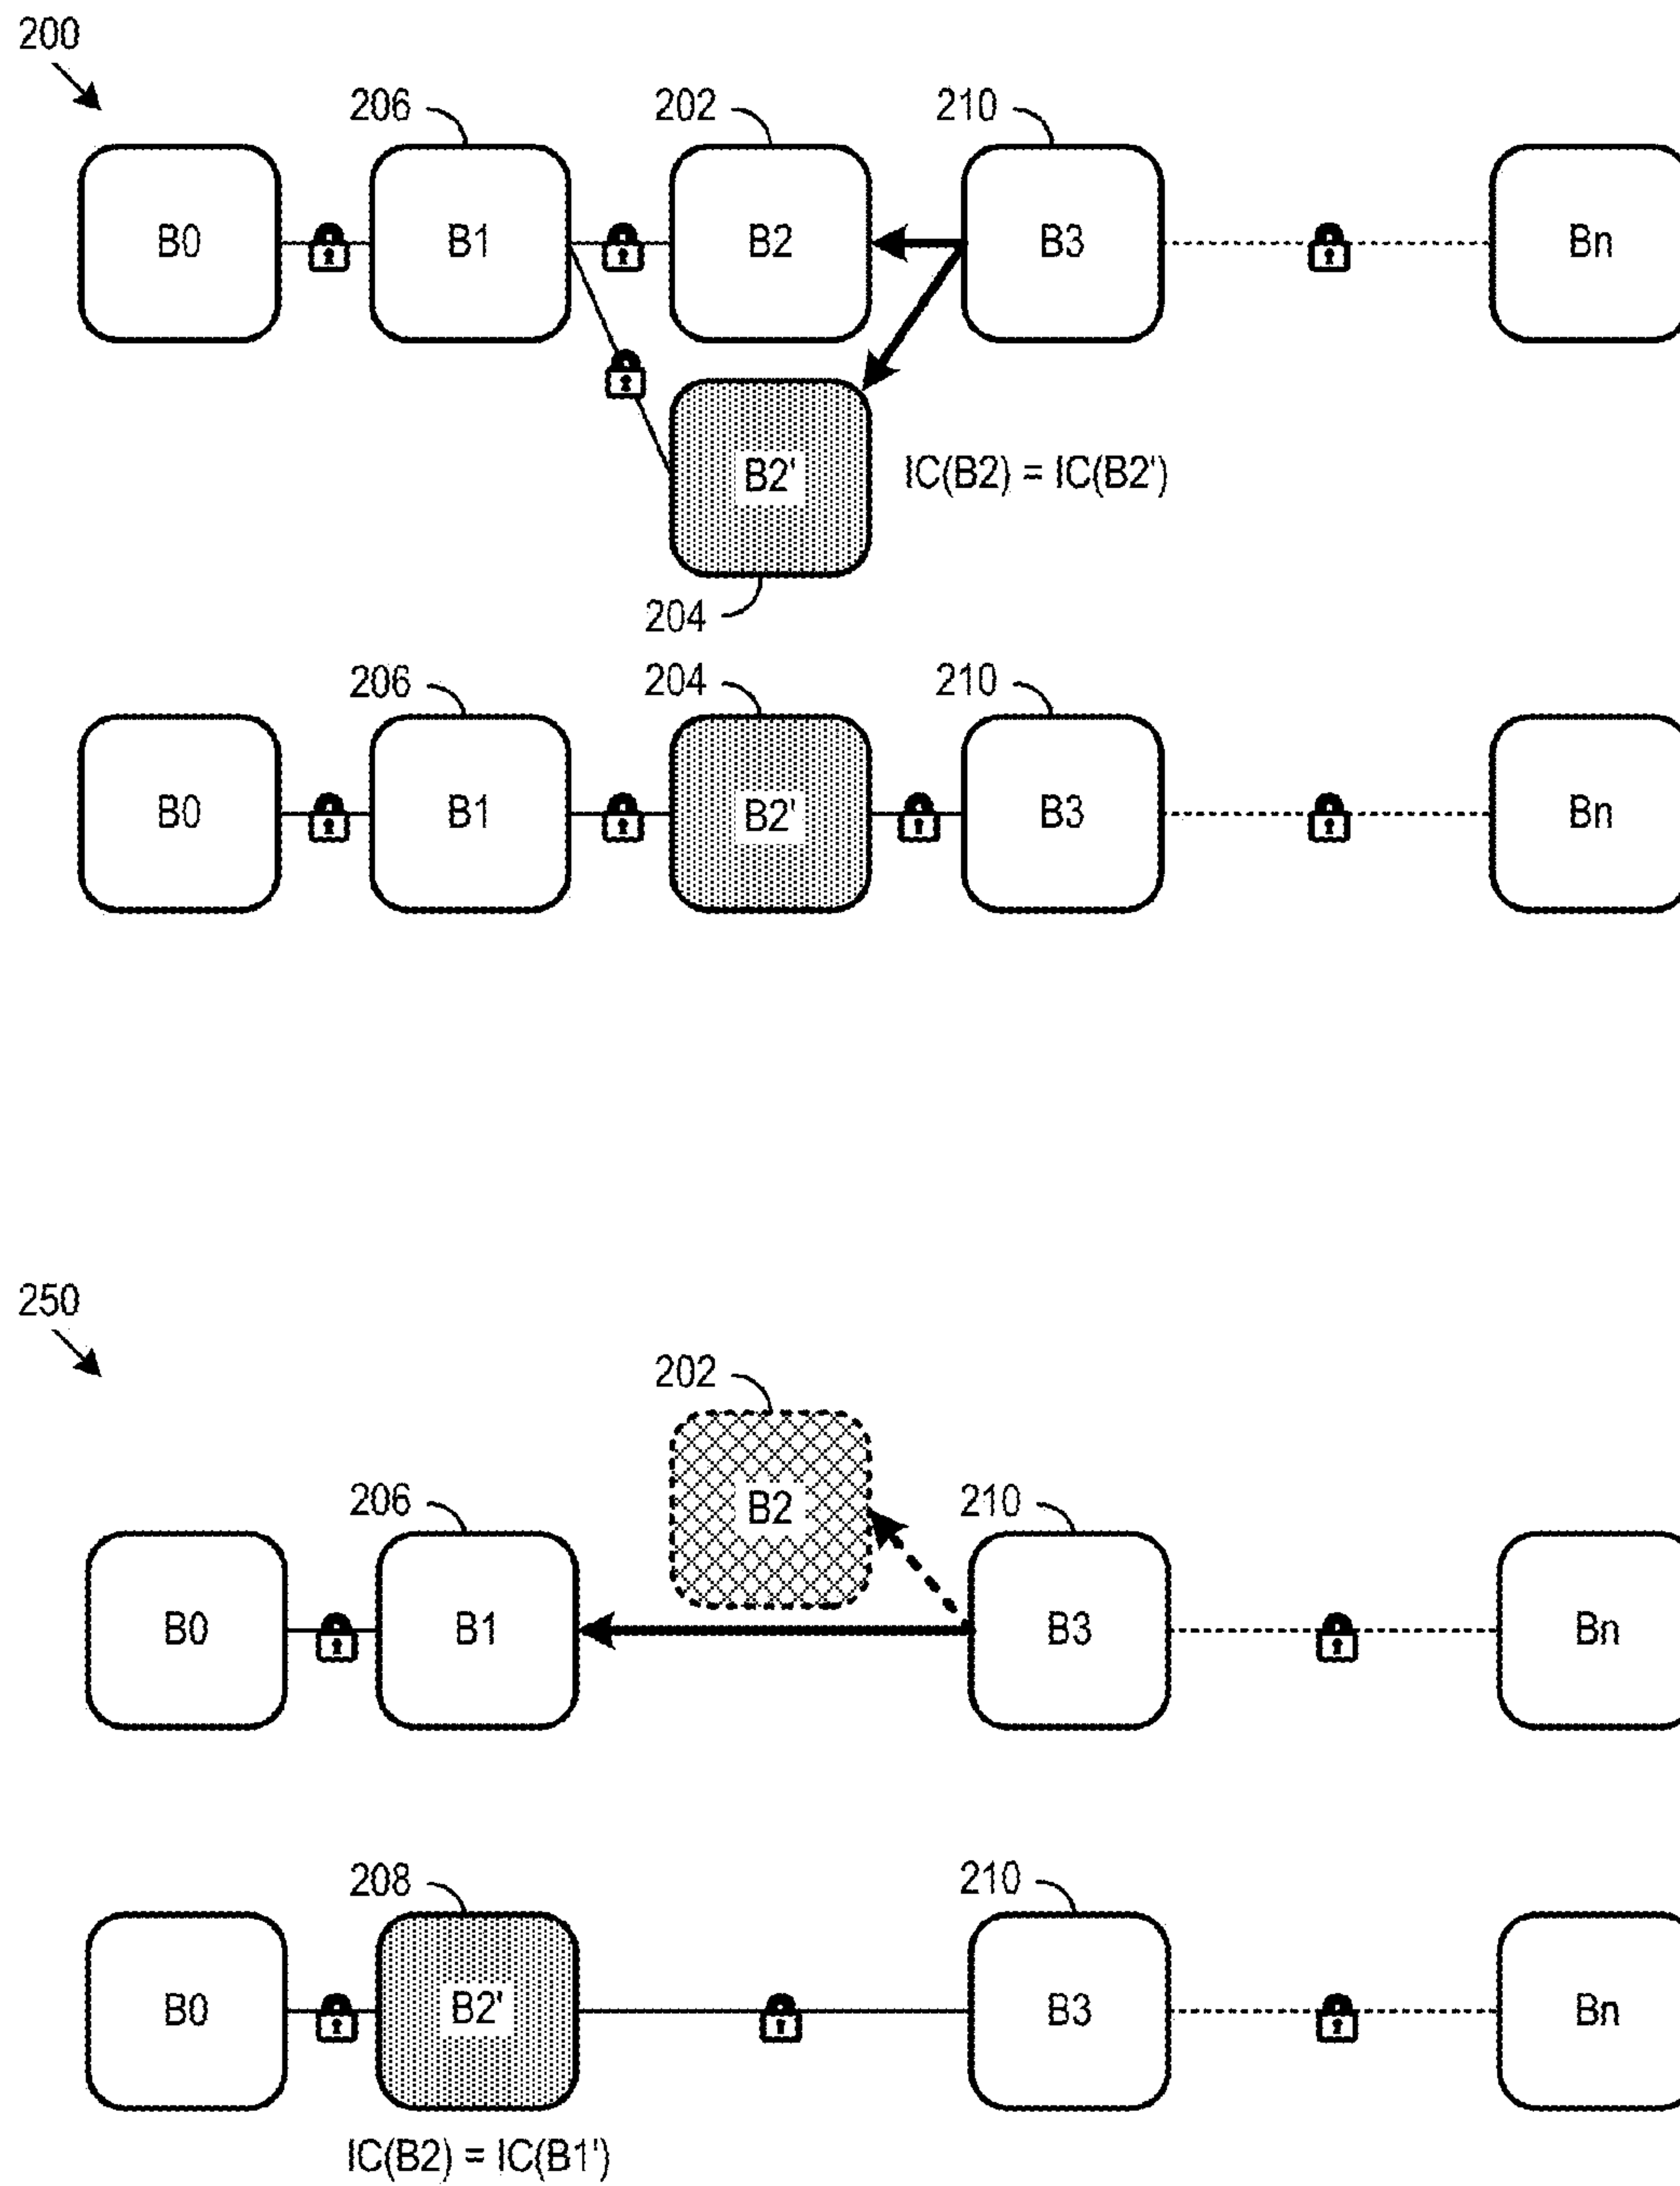 200
206 202 210
B0 B1 B2 B3 Bn
B2' IC(B2) = IC(B2')
204
206 204 210
B0 B1 B2' B3 Bn
250
202
B2
206 210
B0 B1 B3 Bn
208 210
B0 B2' B3 Bn
IC(B2) = IC(B1')